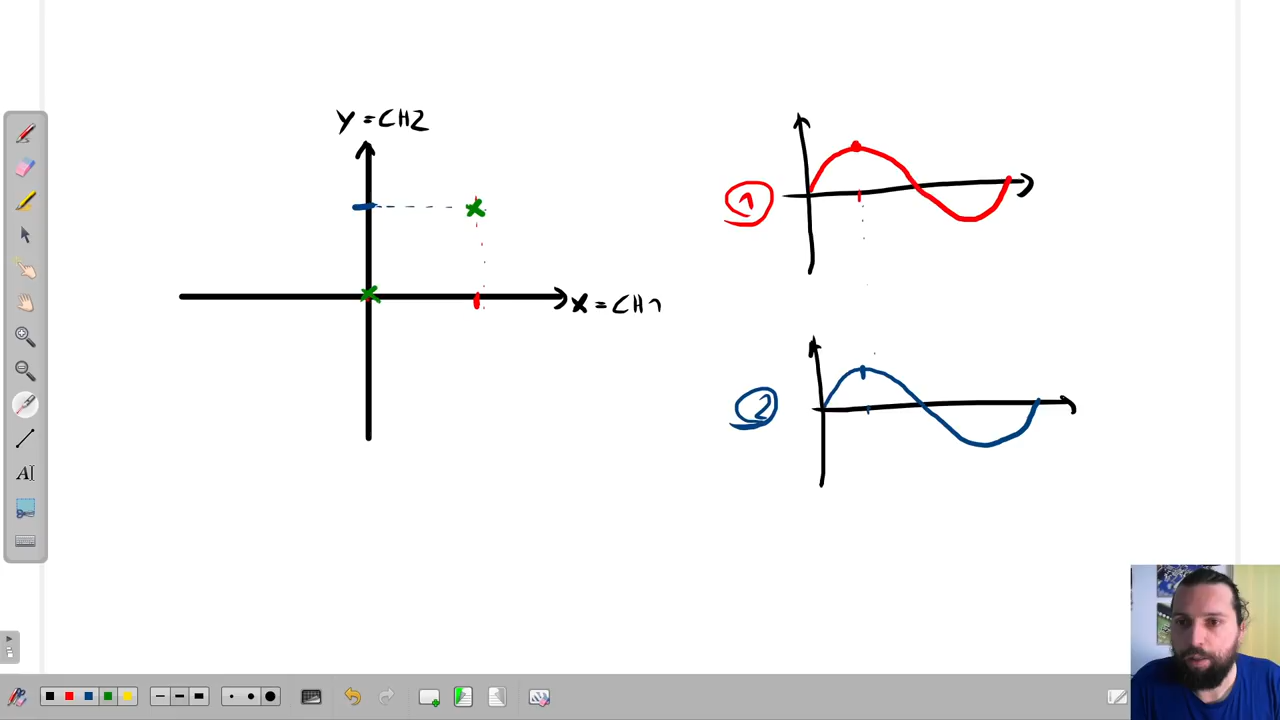 Y = CH2
X = CH1
1
2